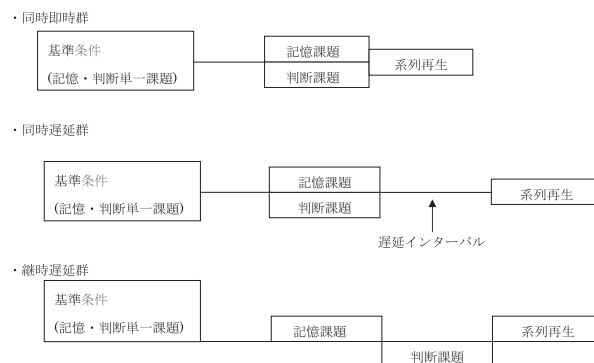 ・同時即時群
基準条件
(記憶・判断単一課題)
記憶課題
判断課題
系列再生
・同時遅延群
基準条件
(記憶・判断単一課題)
記憶課題
判断課題
系列再生
遅延インターバル
・継時遅延群
基準条件
(記憶・判断単一課題)
記憶課題
系列再生
判断課題